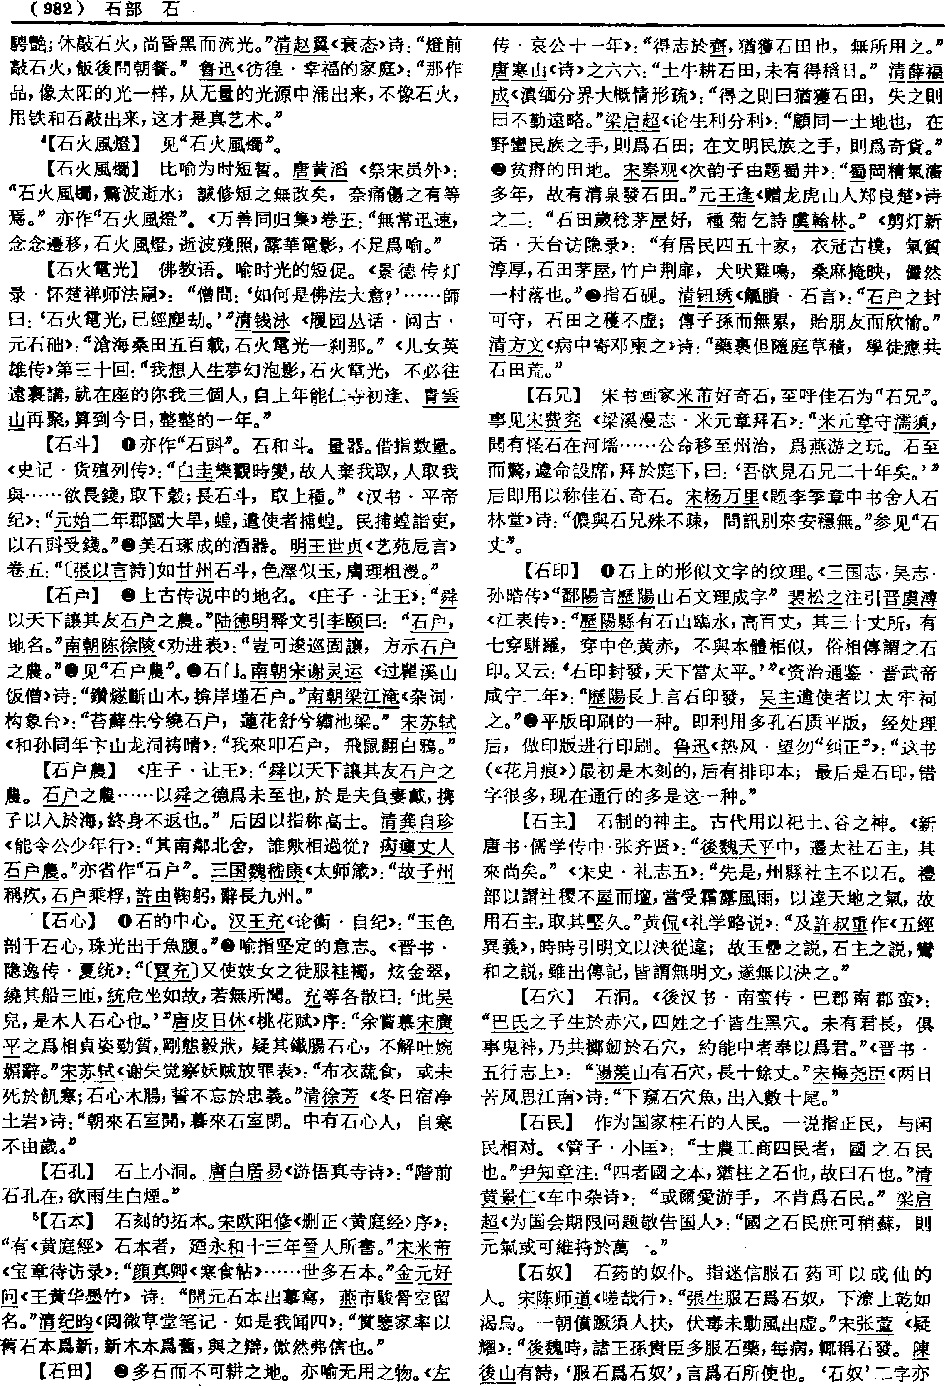 (982) 石部 石
騁艷；休敲石火，尚昏黑而流光。”清赵翼《衰态》诗：“燈前
敲石火，飯後問朝餐。” 鲁迅《彷徨·幸福的家庭》：“那作
品，像太阳的光一样，从无量的光源中涌出来，不像石火，
用铁和石敲出来，这才是真艺术。”
【石火風燈】 见“石火風燭”。
【石火風燭】 比喻为时短暂。唐黄滔《祭宋员外》：
“石火風燭，驚波逝水；誠修短之無改矣，奈痛傷之有等
焉。” 亦作“石火風燈”。《万善同归集》卷五：“無常迅速，
念念遷移，石火風燈，逝波殘照，露華電影，不足爲喻。”
【石火電光】 佛教语。喻时光的短促。《景德传灯
录·怀楚禅师法嗣》：“僧問：‘如何是佛法大意？’……師
曰：‘石火電光，已經塵劫。’”清钱泳《履园丛话·阅古·
元石础》：“滄海桑田五百載，石火電光一刹那。”《儿女英
雄传》第三十回：“我想人生夢幻泡影，石火電光，不必往
遠裏講，就在座的你我三個人，自上年能仁寺初逢、青雲
山再聚，算到今日，整整的一年。”
【石斗】 ❶亦作“石㪷”。石和斗。量器。借指数量。
《史记·货殖列传》：“白圭樂觀時變，故人棄我取，人取我
與……欲長錢，取下穀；長石斗，取上種。”《汉书·平帝
纪》：“元始二年郡國大旱，蝗，遣使者捕蝗。民捕蝗詣吏，
以石㪷受錢。”❷美石琢成的酒器。明王世贞《艺苑卮言》
卷五：“〔張以言詩〕如甘州石斗，色澤似玉，膚理粗漫。”
【石戶】 ❶上古传说中的地名。《庄子·让王》：“舜
以天下讓其友石户之農。”陆德明释文引李颐曰：“石戶，
地名。”南朝陈徐陵《劝进表》：“豈可逡巡固讓，方示石户
之農。”❷见“石户農”。❸石门。南朝宋谢灵运《过瞿溪山
饭僧》诗：“鑽燧斷山木，掩岸墐石户。”南朝梁江淹《杂词·
构象台》：“苔蘚生兮繞石户，蓮花舒兮繡池梁。” 宋苏轼
《和孙同年卞山龙洞祷晴》：“我來叩石户，飛鼠翻白鴉。”
【石户農】 《庄子·让王》：“舜以天下讓其友石户之
農。石户之農……以舜之德爲未至也，於是夫負妻戴，携
子以入於海，終身不返也。” 后因以指称高士。清龚自珍
《能令公少年行》：“其南鄰北舍，誰歟相過從？痀瘻丈人
石户農。”亦省作“石户”。三国魏嵇康《太师箴》：“故子州
稱疾，石户乘桴，許由鞠躬，辭長九州。”
【石心】 ❶石的中心。汉王充《论衡·自纪》：“玉色
剖于石心，珠光出于魚腹。”❷喻指坚定的意志。《晋书·
隐逸传·夏统》：“〔賈充〕又使妓女之徒服袿襡，炫金翠，
繞其船三匝，統危坐如故，若無所聞。充等各散曰：‘此吴
兒，是木人石心也。’”唐皮日休《桃花赋》序：“余嘗慕宋廣
平之爲相貞姿勁質，剛態毅狀，疑其鐵腸石心，不解吐婉
媚辭。”宋苏轼《谢失觉察妖贼放罪表》：“布衣蔬食，或未
死於飢寒；石心木腸，誓不忘於忠義。”清徐芳《冬日宿净
土岩》诗：“朝來石室開，暮來石室閉。中有石心人，自寒
不由歲。”
【石孔】 石上小洞。唐白居易《游悟真寺诗》：“階前
石孔在，欲雨生白煙。”
【石本】 石刻的拓本。宋欧阳修《删正〈黄庭经〉序》：
“有《黄庭經》石本者，廼永和十三年晉人所書。”宋米芾
《宝章待访录》：“顔真卿《寒食帖》……世多石本。”金元好
问《王黄华墨竹》诗：“開元石本出摹寫，燕市駿骨空留
名。”清纪昀《阅微草堂笔记·如是我闻四》：“賞鑒家率以
舊石本爲新，新木本爲舊，與之辯，傲然弗信也。”
【石田】 ❶多石而不可耕之地。亦喻无用之物。《左
传·哀公十一年》：“得志於齊，猶獲石田也，無所用之。”
唐寒山《诗》之六六：“土牛耕石田，未有得稻日。” 清薛福
成《滇缅分界大概情形疏》：“得之則曰猶獲石田，失之則
曰不勤遠略。”梁启超《论生利分利》：“顧同一土地也，在
野蠻民族之手，則爲石田；在文明民族之手，則爲奇貨。”
❷贫瘠的田地。宋秦观《次韵子由题蜀井》：“蜀岡精氣滀
多年，故有清泉發石田。”元王逢《赠龙虎山人郑良楚》诗
之二：“石田歲稔茅屋好，種菊乞詩虞翰林。”《剪灯新
话·天台访隐录》：“有居民四五十家，衣冠古樸，氣質
淳厚，石田茅屋，竹户荆扉，犬吠雞鳴，桑麻掩映，儼然
一村落也。”❸指石砚。清钮琇《觚賸·石言》：“石户之封
可守，石田之穫不虛；傳子孫而無累，貽朋友而欣愉。”
清方文《病中寄邓柬之》诗：“藥裹但隨庭草積，學徒應共
石田荒。”
【石兄】 宋书画家米芾好奇石，至呼佳石为“石兄”。
事见宋费衮《梁溪漫志·米元章拜石》：“米元章守濡須，
聞有怪石在河壖……公命移至州治，爲燕游之玩。石至
而驚，遽命設席，拜於庭下，曰：‘吾欲見石兄二十年矣。’”
后即用以称佳石、奇石。宋杨万里《题李季章中书舍人石
林堂》诗：“儂與石兄殊不疎，問訊别來安穩無。”参见“石
丈”。
【石印】 ❶石上的形似文字的纹理。《三国志·吴志·
孙晧传》“鄱陽言歷陽山石文理成字” 裴松之注引晋虞溥
《江表传》：“歷陽縣有石山臨水，高百丈，其三十丈所，有
七穿駢羅，穿中色黄赤，不與本體相似，俗相傳謂之石
印。又云：‘石印封發，天下當太平。’”《资治通鉴·晋武帝
咸宁二年》：“歷陽長上言石印發，吴主遣使者以太牢祠
之。”❷平版印刷的一种。即利用多孔石质平版，经处理
后，做印版进行印刷。鲁迅《热风·望勿“纠正”》：“这书
（《花月痕》）最初是木刻的，后有排印本；最后是石印，错
字很多，现在通行的多是这一种。”
【石主】 石制的神主。古代用以祀土、谷之神。《新
唐书·儒学传中·张齐贤》：“後魏天平中，遷太社石主，其
來尚矣。”《宋史·礼志五》：“先是，州縣社主不以石。禮
部以謂社稷不屋而壇，當受霜露風雨，以達天地之氣，故
用石主，取其堅久。”黄侃《礼学略说》：“及許叔重作《五經
異義》，時時引明文以決從違；故玉罍之説，石主之説，鸞
和之説，雖出傳記，皆謂無明文，遂無以決之。”
【石穴】 石洞。《後汉书·南蛮传·巴郡南郡蛮》：
“巴氏之子生於赤穴，四姓之子皆生黑穴。未有君長，俱
事鬼神，乃共擲劒於石穴，約能中者奉以爲君。”《晋书·
五行志上》：“陽羨山有石穴，長十餘丈。”宋梅尧臣《两日
苦风思江南》诗：“下窺石穴魚，出入數十尾。”
【石民】 作为国家柱石的人民。一说指正民，与闲
民相对。《管子·小匡》：“士農工商四民者，國之石民
也。”尹知章注：“四者國之本，猶柱之石也，故曰石也。”清
黄景仁《车中杂诗》：“或爾愛游手，不肯爲石民。” 梁启
超《为国会期限问题敬告国人》：“國之石民庶可稍蘇，則
元氣或可維持於萬一。”
【石奴】 石药的奴仆。指迷信服石药可以成仙的
人。宋陈师道《嗟哉行》：“張生服石爲石奴，下潦上乾如
渴烏。一朝僨蹶須人扶，伏毒未動風出虛。”宋张萱《疑
耀》：“後魏時，諸王孫貴臣多服石藥，每病，輒稱石發。陳
後山有詩，‘服石爲石奴’，言爲石所使也。‘石奴’二字亦